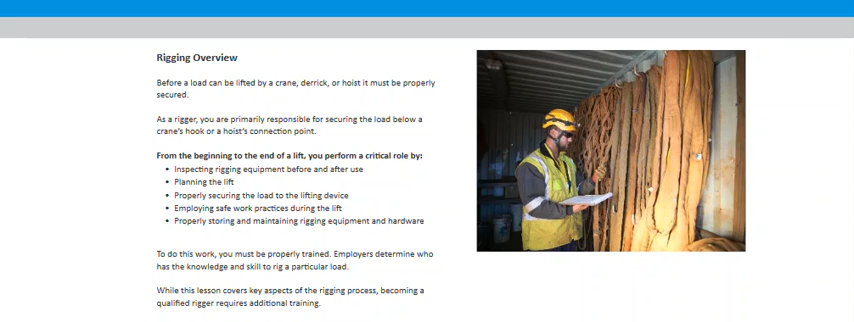 Rigging Overview
Before a load can be lifted by a crane, derrick, or hoist it must be properly
secured.
As a rigger, you are primarily responsible for securing the load below a
crane's hook or a hoist's connection point.
From the beginning to the end of a lift, you perform a critical role by:
• Inspecting rigging equipment before and after use
• Planning the lift
• Properly securing the load to the lifting device
• Employing safe work practices during the lift
• Properly storing and maintaining rigging equipment and hardware
To do this work, you must be properly trained. Employers determine who
has the knowledge and skill to rig a particular load.
While this lesson covers key aspects of the rigging process, becoming a
qualified rigger requires additional training.